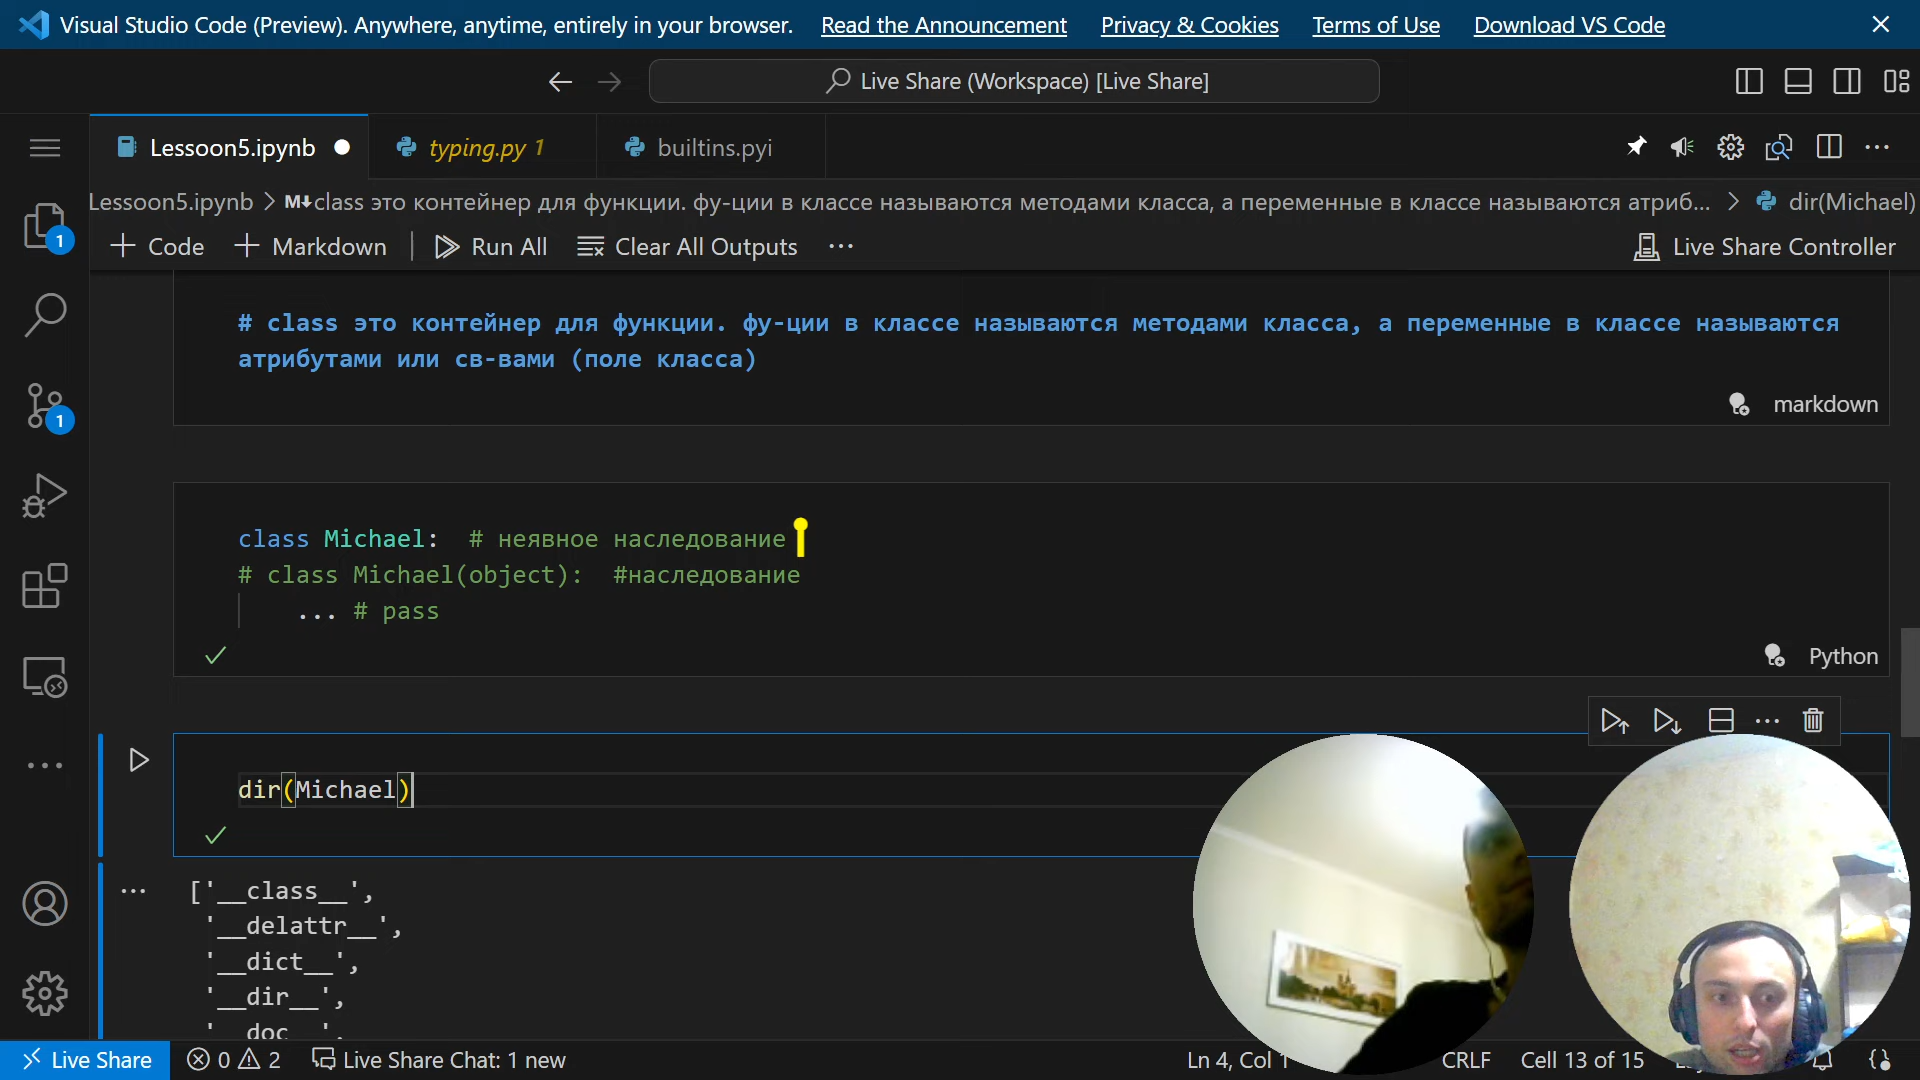 Visual Studio Code (Preview). Anywhere, anytime, entirely in your browser. Read the Announcement Privacy & Cookies Terms of Use Download VS Code
Live Share (Workspace) [Live Share]
Lessoon5.ipynb typing.py 1 builtins.pyi
Lessoon5.ipynb > M↓class это контейнер для функции. фу-ции в классе называются методами класса, а переменные в классе называются атриб... > dir(Michael)
+ Code + Markdown Run All Clear All Outputs ... Live Share Controller
# class это контейнер для функции. фу-ции в классе называются методами класса, а переменные в классе называются
атрибутами или св-вами (поле класса)
markdown
class Michael:  # неявное наследование
# class Michael(object):  #наследование
... # pass
Python
dir(Michael)
['__class__',
'__delattr__',
'__dict__',
'__dir__',
'__doc__',
1
1
Live Share 0 2 Live Share Chat: 1 new Ln 4, Col 1 CRLF Cell 13 of 15